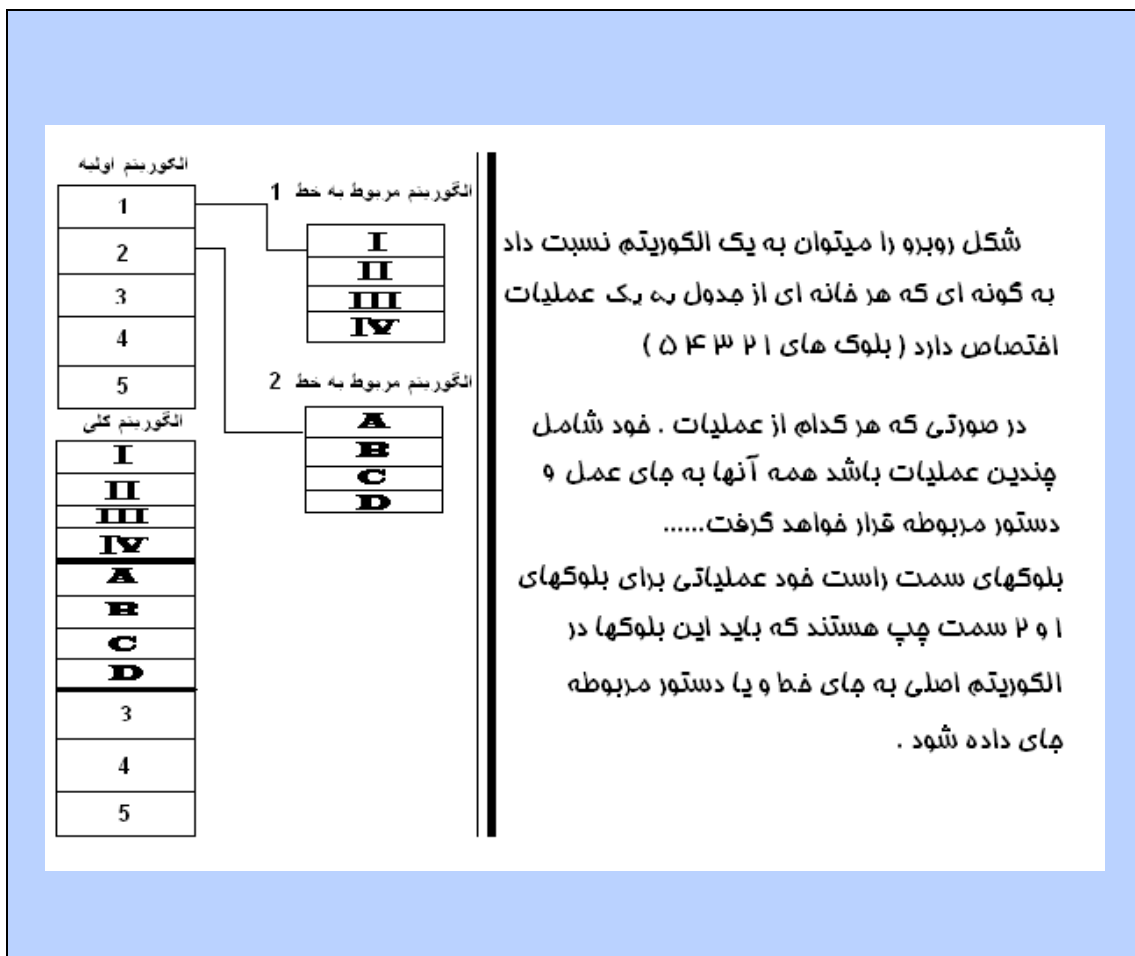 شکل روبرو را میتوان به یک الگوریتم نسبت داد
به گونه ای که هر خانه ای از جدول به یک عملیات
اختصاص دارد ( بلوک های ۱ ۲ ۳ ۴ ۵ )
در صورتی که هر کدام از عملیات . خود شامل
چندین عملیات باشد همه آنها به جای عمل و
دستور مربوطه قرار خواهد گرفت......
بلوکهای سمت راست خود عملیاتی برای بلوکهای
۱ و ۲ سمت چپ هستند که باید این بلوکها در
الگوریتم اصلی به جای خط و یا دستور مربوطه
جای داده شود .
الگوریتم اولیه
1
2
3
4
5
الگوریتم مربوط به خط 1
I
II
III
IV
الگوریتم مربوط به خط 2
A
B
C
D
الگوریتم کلی
I
II
III
IV
A
B
C
D
3
4
5